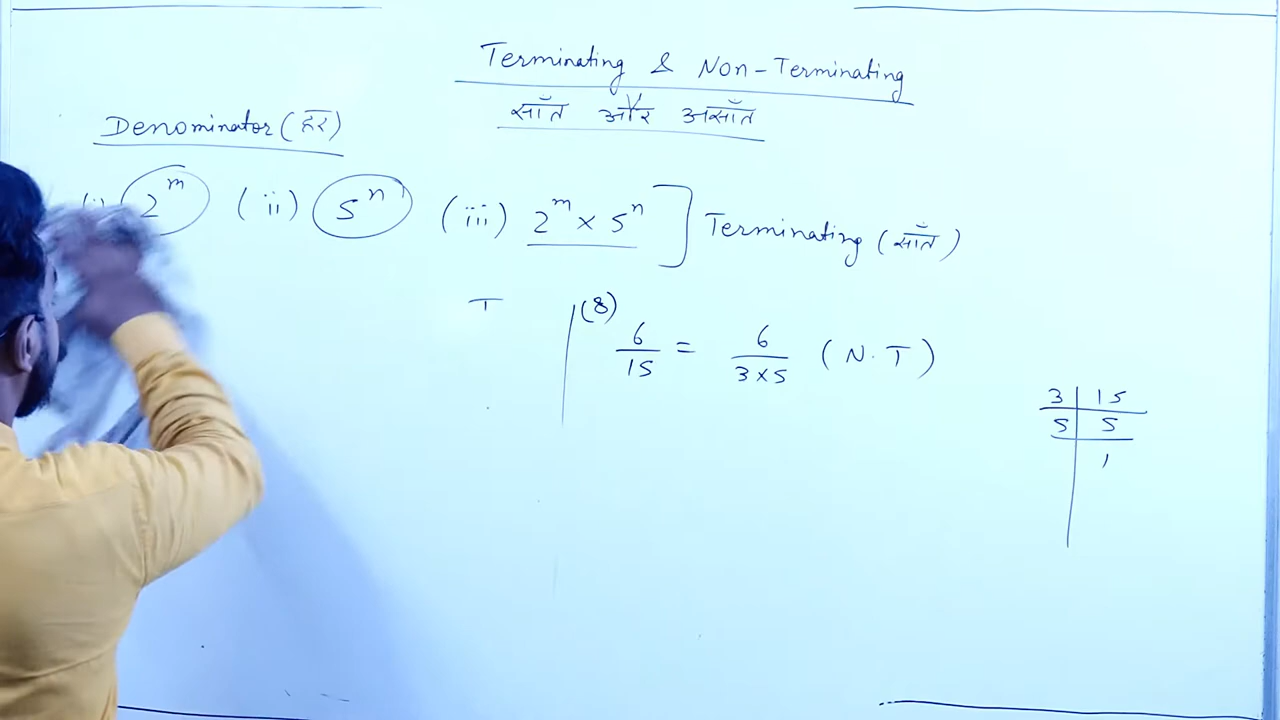 Terminating & Non-Terminating
साँत और असाँत
Denominator (हर)
(i) 2^m (ii) 5^n (iii) 2^m × 5^n ] Terminating (साँत)
T
(8) 6/15 = 6/3×5 (N.T)
3 | 15
5 | 5
1